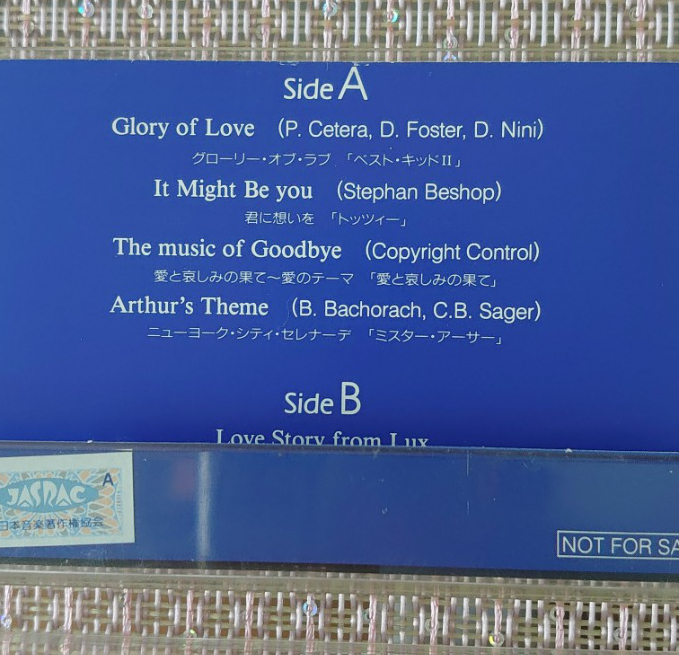 Side A
Glory of Love (P. Cetera, D. Foster, D. Nini)
グローリー・オブ・ラブ 「ベスト・キッドII」
It Might Be you (Stephan Beshop)
君に想いを 「トッツィー」
The music of Goodbye (Copyright Control)
愛と哀しみの果て〜愛のテーマ 「愛と哀しみの果て」
Arthur's Theme (B. Bachorach, C.B. Sager)
ニューヨーク・シティ・セレナーデ 「ミスター・アーサー」
Side B
Love Story from Lux
JASRAC A
日本音楽著作権協会
NOT FOR SA